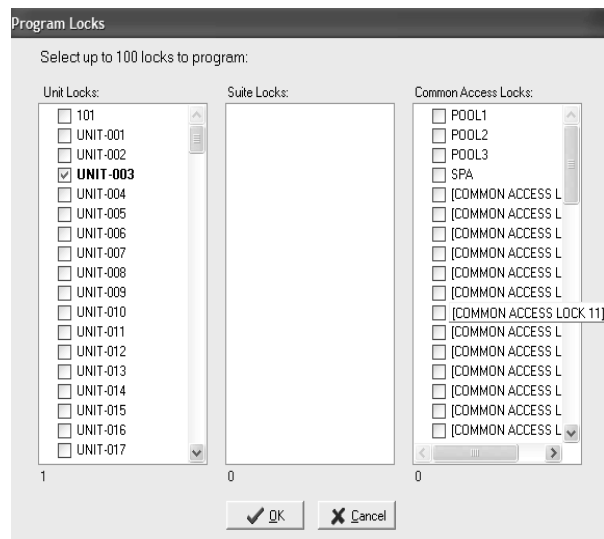 Program Locks
Select up to 100 locks to program:
Unit Locks:
101
UNIT-001
UNIT-002
UNIT-003
UNIT-004
UNIT-005
UNIT-006
UNIT-007
UNIT-008
UNIT-009
UNIT-010
UNIT-011
UNIT-012
UNIT-013
UNIT-014
UNIT-015
UNIT-016
UNIT-017
1
Suite Locks:
0
Common Access Locks:
POOL1
POOL2
POOL3
SPA
[COMMON ACCESS L
[COMMON ACCESS L
[COMMON ACCESS L
[COMMON ACCESS L
[COMMON ACCESS L
[COMMON ACCESS L
[COMMON ACCESS LOCK 11]
[COMMON ACCESS L
[COMMON ACCESS L
[COMMON ACCESS L
[COMMON ACCESS L
[COMMON ACCESS L
[COMMON ACCESS L
0
OK
Cancel